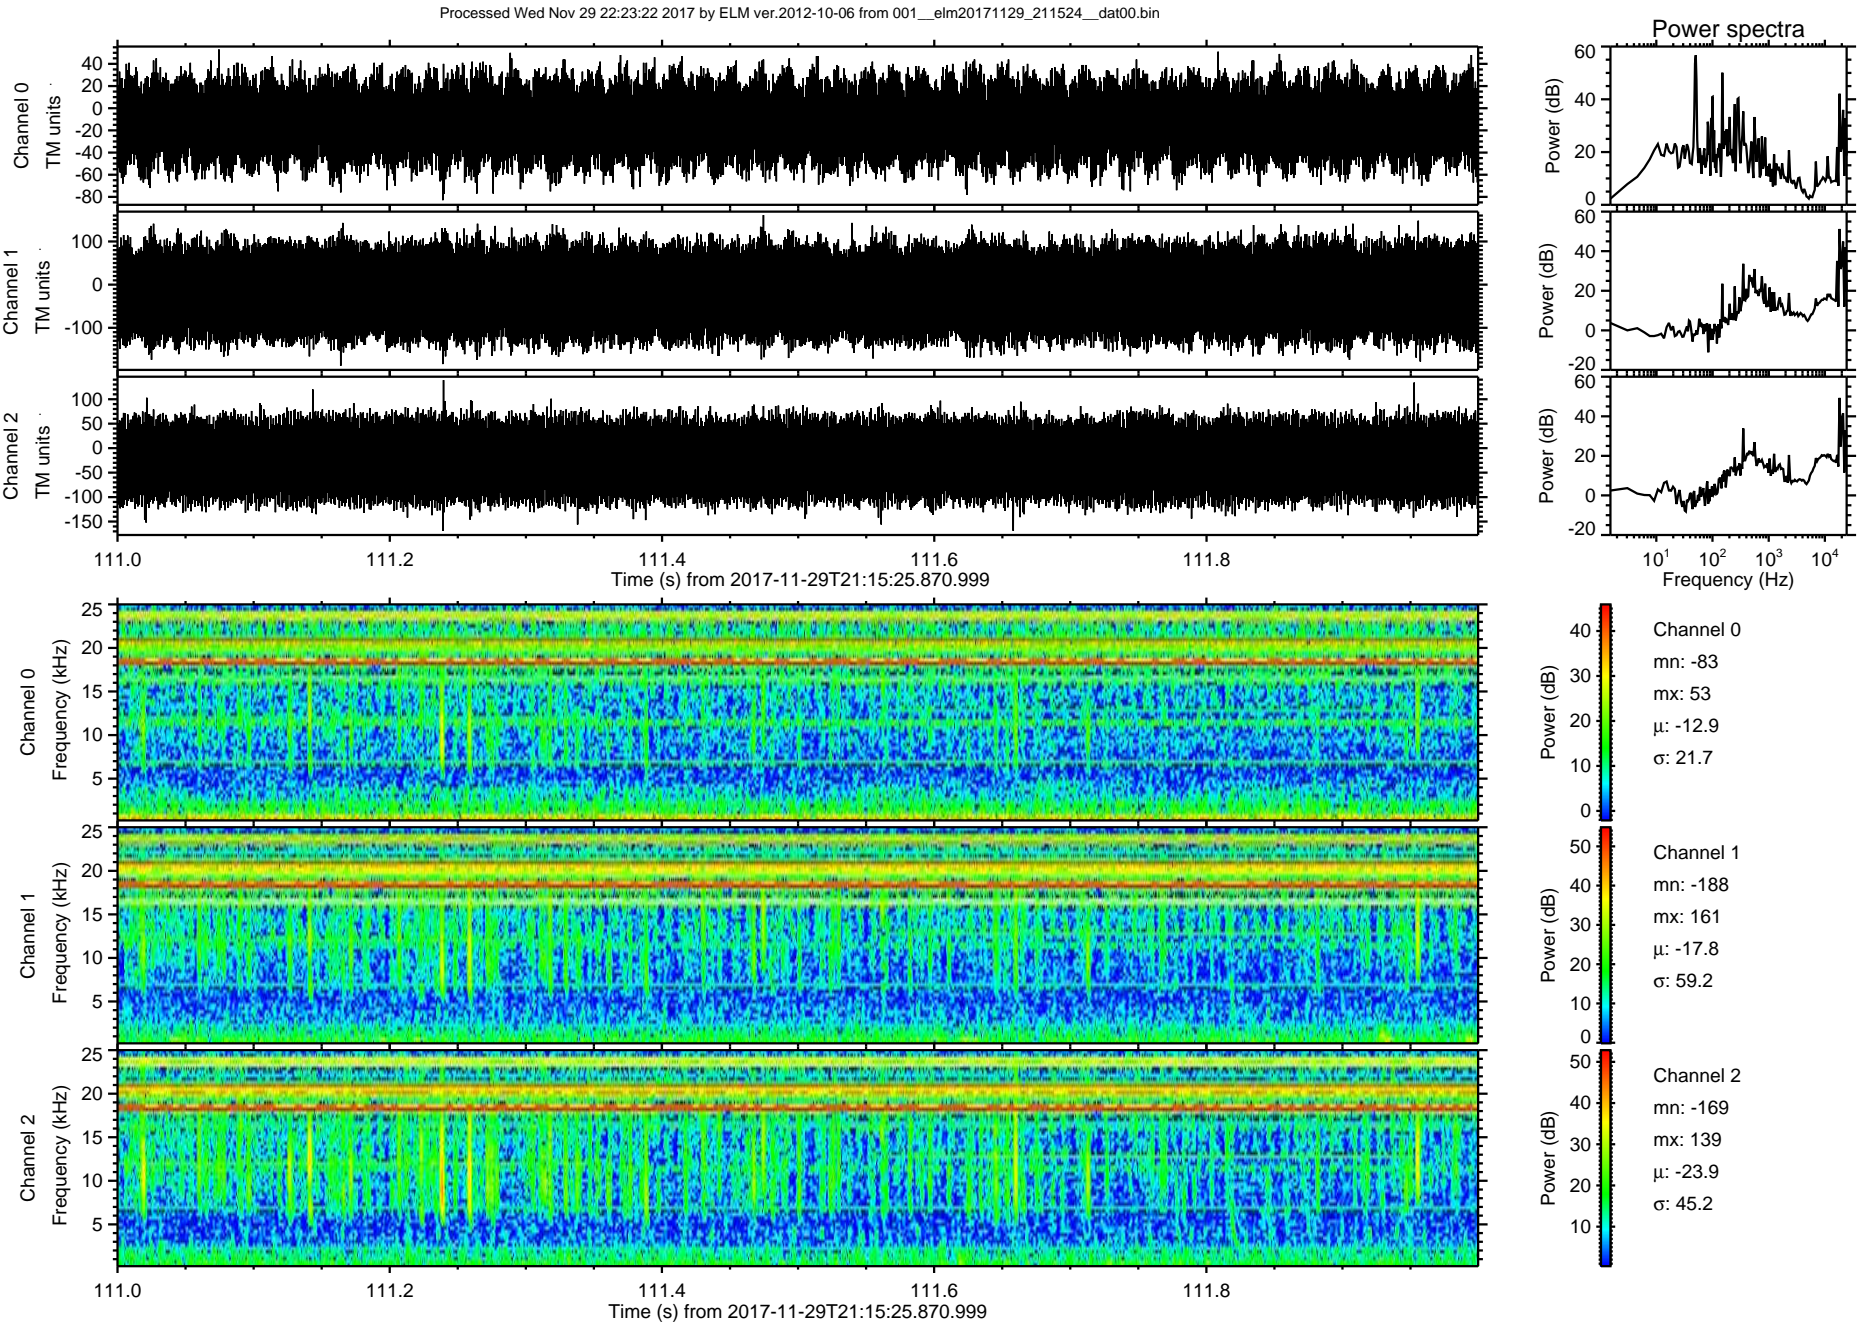 Processed Wed Nov 29 22:23:22 2017 by ELM ver.2012-10-06 from 001__elm20171129_211524__dat00.bin
Power spectra
Channel 0
TM units
40
20
0
-20
-40
-60
-80
Power (dB)
60
40
20
0
Channel 1
TM units
100
0
-100
Power (dB)
60
40
20
0
-20
Channel 2
TM units
100
50
0
-50
-100
-150
Power (dB)
60
40
20
0
-20
111.0 111.2 111.4 111.6 111.8
Time (s) from 2017-11-29T21:15:25.870.999
10¹ 10² 10³ 10⁴
Frequency (Hz)
Channel 0
Frequency (kHz)
25
20
15
10
5
Power (dB)
40
30
20
10
0
Channel 0
mn: -83
mx: 53
μ: -12.9
σ: 21.7
Channel 1
Frequency (kHz)
25
20
15
10
5
Power (dB)
50
40
30
20
10
0
Channel 1
mn: -188
mx: 161
μ: -17.8
σ: 59.2
Channel 2
Frequency (kHz)
25
20
15
10
5
Power (dB)
50
40
30
20
10
Channel 2
mn: -169
mx: 139
μ: -23.9
σ: 45.2
111.0 111.2 111.4 111.6 111.8
Time (s) from 2017-11-29T21:15:25.870.999